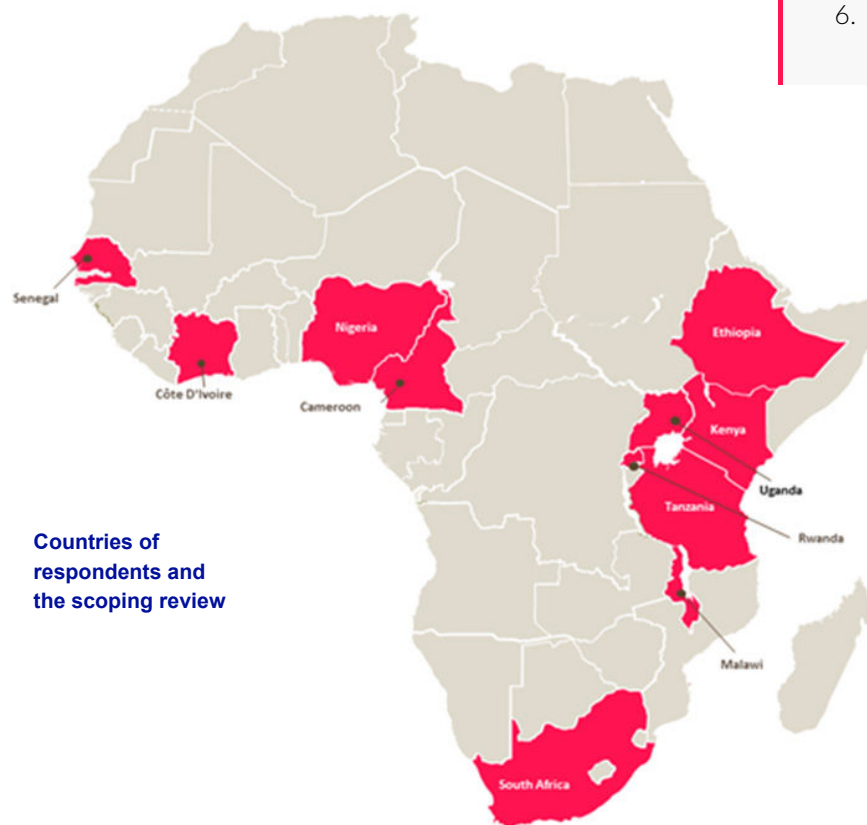 6.
Senegal
Nigeria
Ethiopia
Côte D'Ivoire
Cameroon
Kenya
Uganda
Tanzania
Rwanda
Countries of
respondents and
the scoping review
Malawi
South Africa